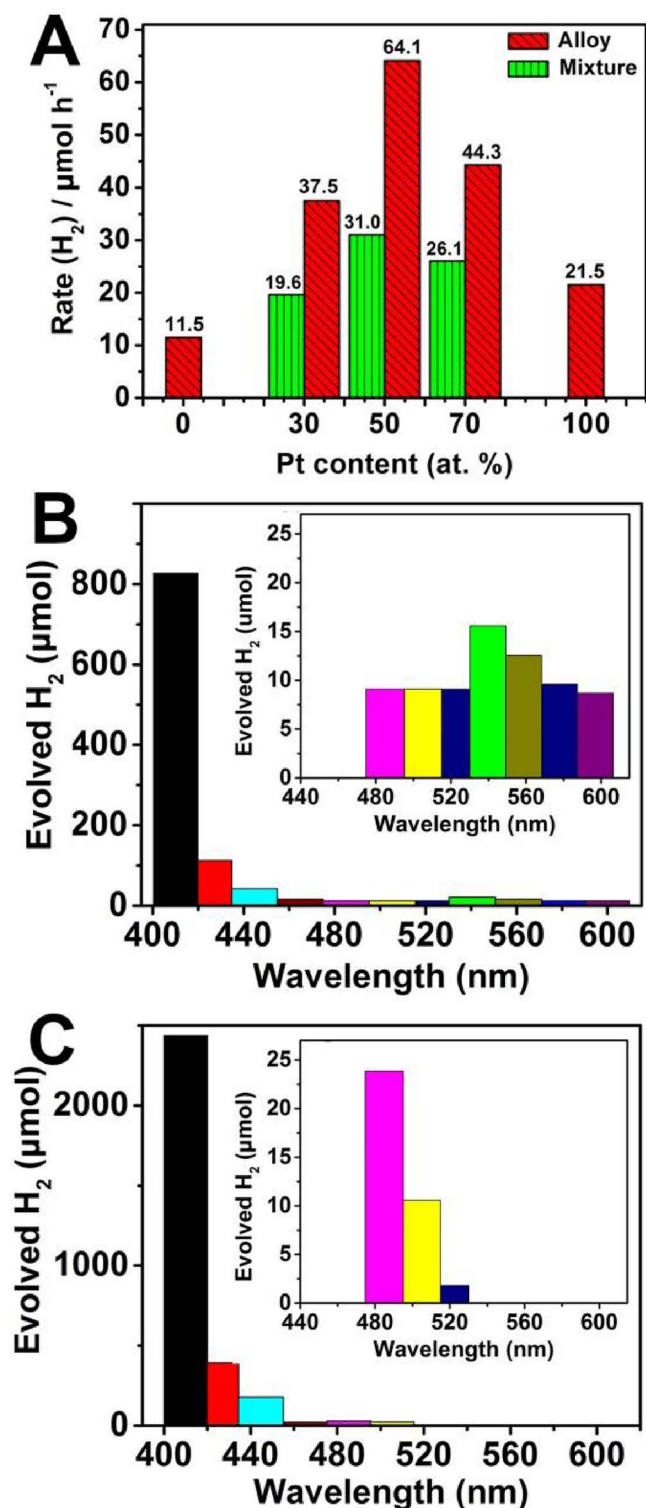 A
70
60
50
40
30
20
10
0
Rate (H₂) / μmol h⁻¹
Alloy
Mixture
11.5
19.6
37.5
31.0
64.1
26.1
44.3
21.5
0 30 50 70 100
Pt content (at. %)
B
800
600
400
200
0
Evolved H₂ (μmol)
400 440 480 520 560 600
Wavelength (nm)
25
20
15
10
5
0
Evolved H₂ (umol)
440 480 520 560 600
Wavelength (nm)
C
2000
1000
0
Evolved H₂ (μmol)
400 440 480 520 560 600
Wavelength (nm)
25
20
15
10
5
0
Evolved H₂ (μmol)
440 480 520 560 600
Wavelength (nm)